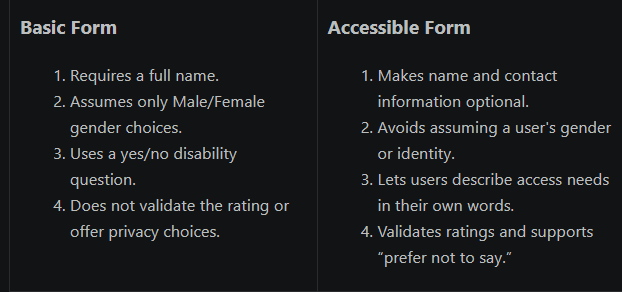 Basic Form
1. Requires a full name.
2. Assumes only Male/Female
gender choices.
3. Uses a yes/no disability
question.
4. Does not validate the rating or
offer privacy choices.
Accessible Form
1. Makes name and contact
information optional.
2. Avoids assuming a user's gender
or identity.
3. Lets users describe access needs
in their own words.
4. Validates ratings and supports
“prefer not to say.”